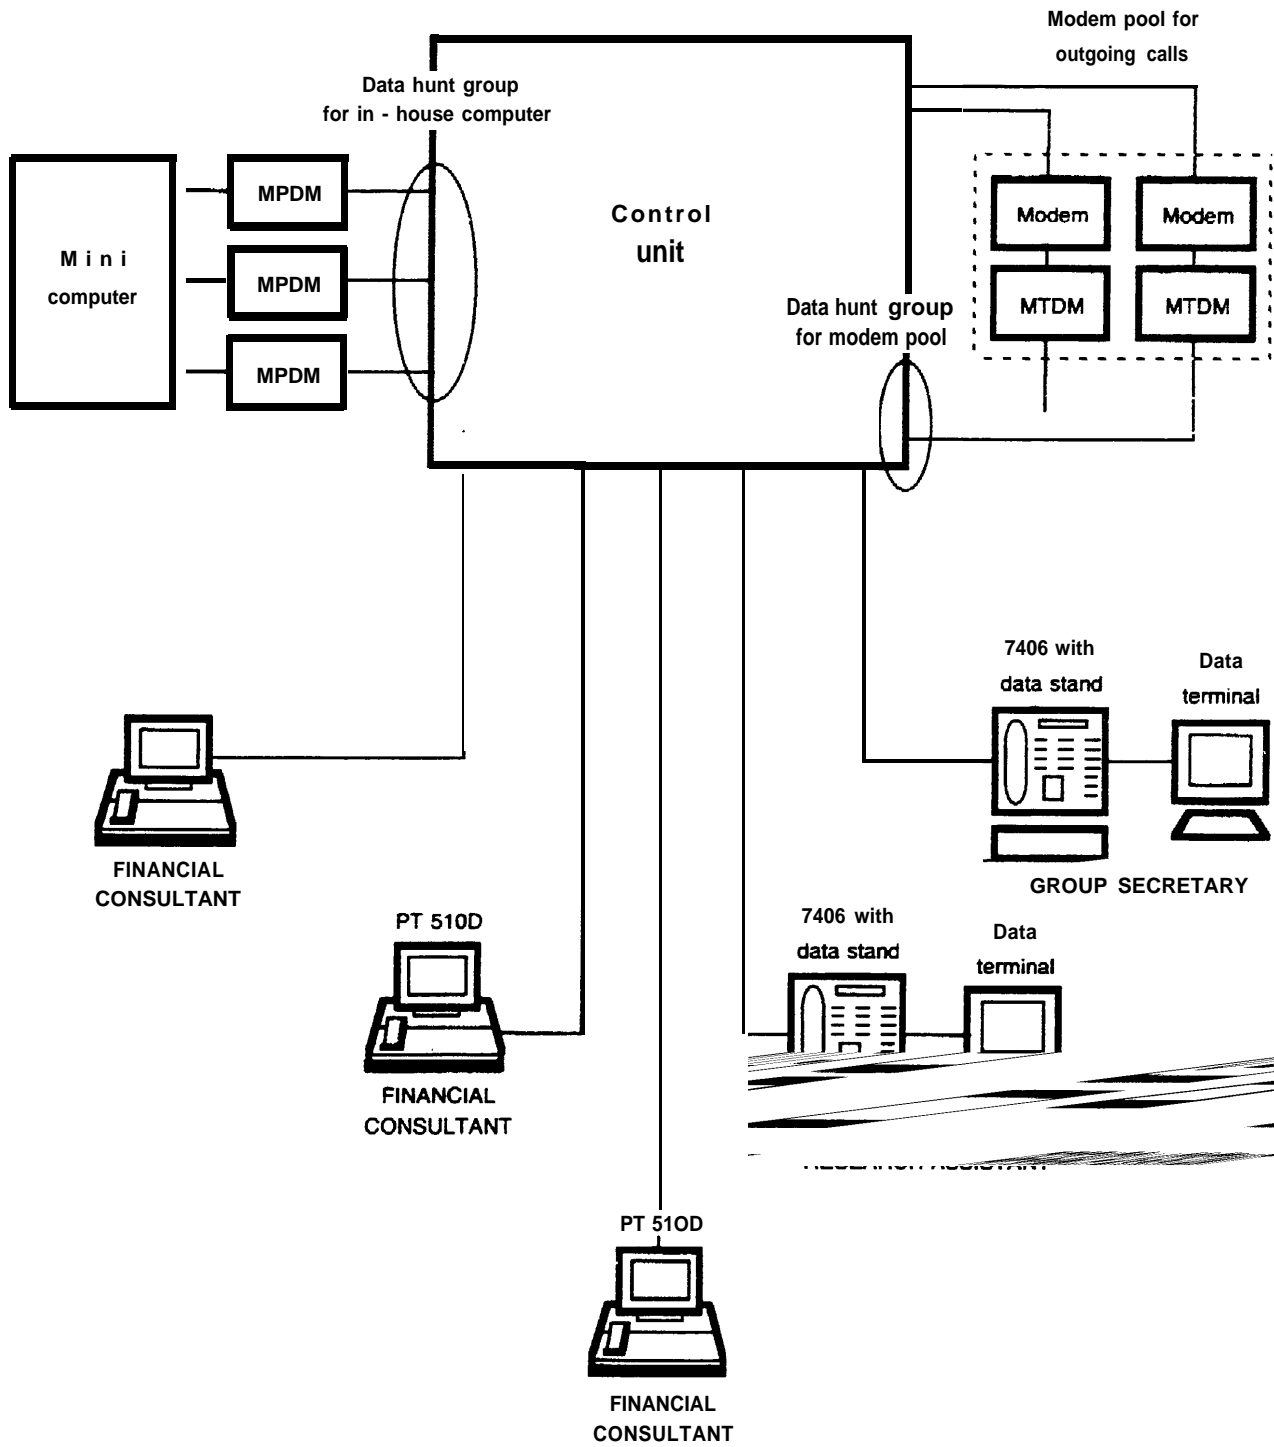 Modem pool for
outgoing calls
Data hunt group
for in - house computer
Mini
computer
MPDM
MPDM
MPDM
Control
unit
Modem
Modem
MTDM
MTDM
Data hunt group
for modem pool
7406 with
data stand
Data
terminal
GROUP SECRETARY
FINANCIAL
CONSULTANT
PT 510D
FINANCIAL
CONSULTANT
7406 with
data stand
Data
terminal
RESEARCH ASSISTANT
PT 51OD
FINANCIAL
CONSULTANT